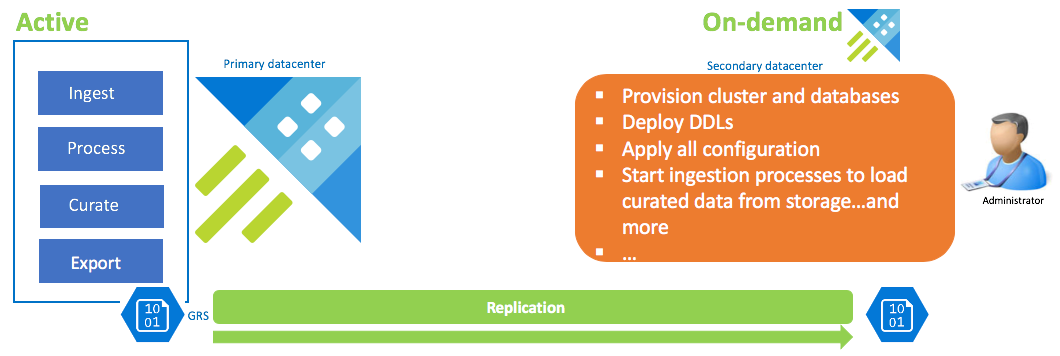 Active
On-demand
Primary datacenter
Secondary datacenter
Ingest
Process
Curate
Export
▪ Provision cluster and databases
▪ Deploy DDLs
▪ Apply all configuration
▪ Start ingestion processes to load
curated data from storage...and
more
▪ ...
Administrator
10
01
GRS
Replication
10
01